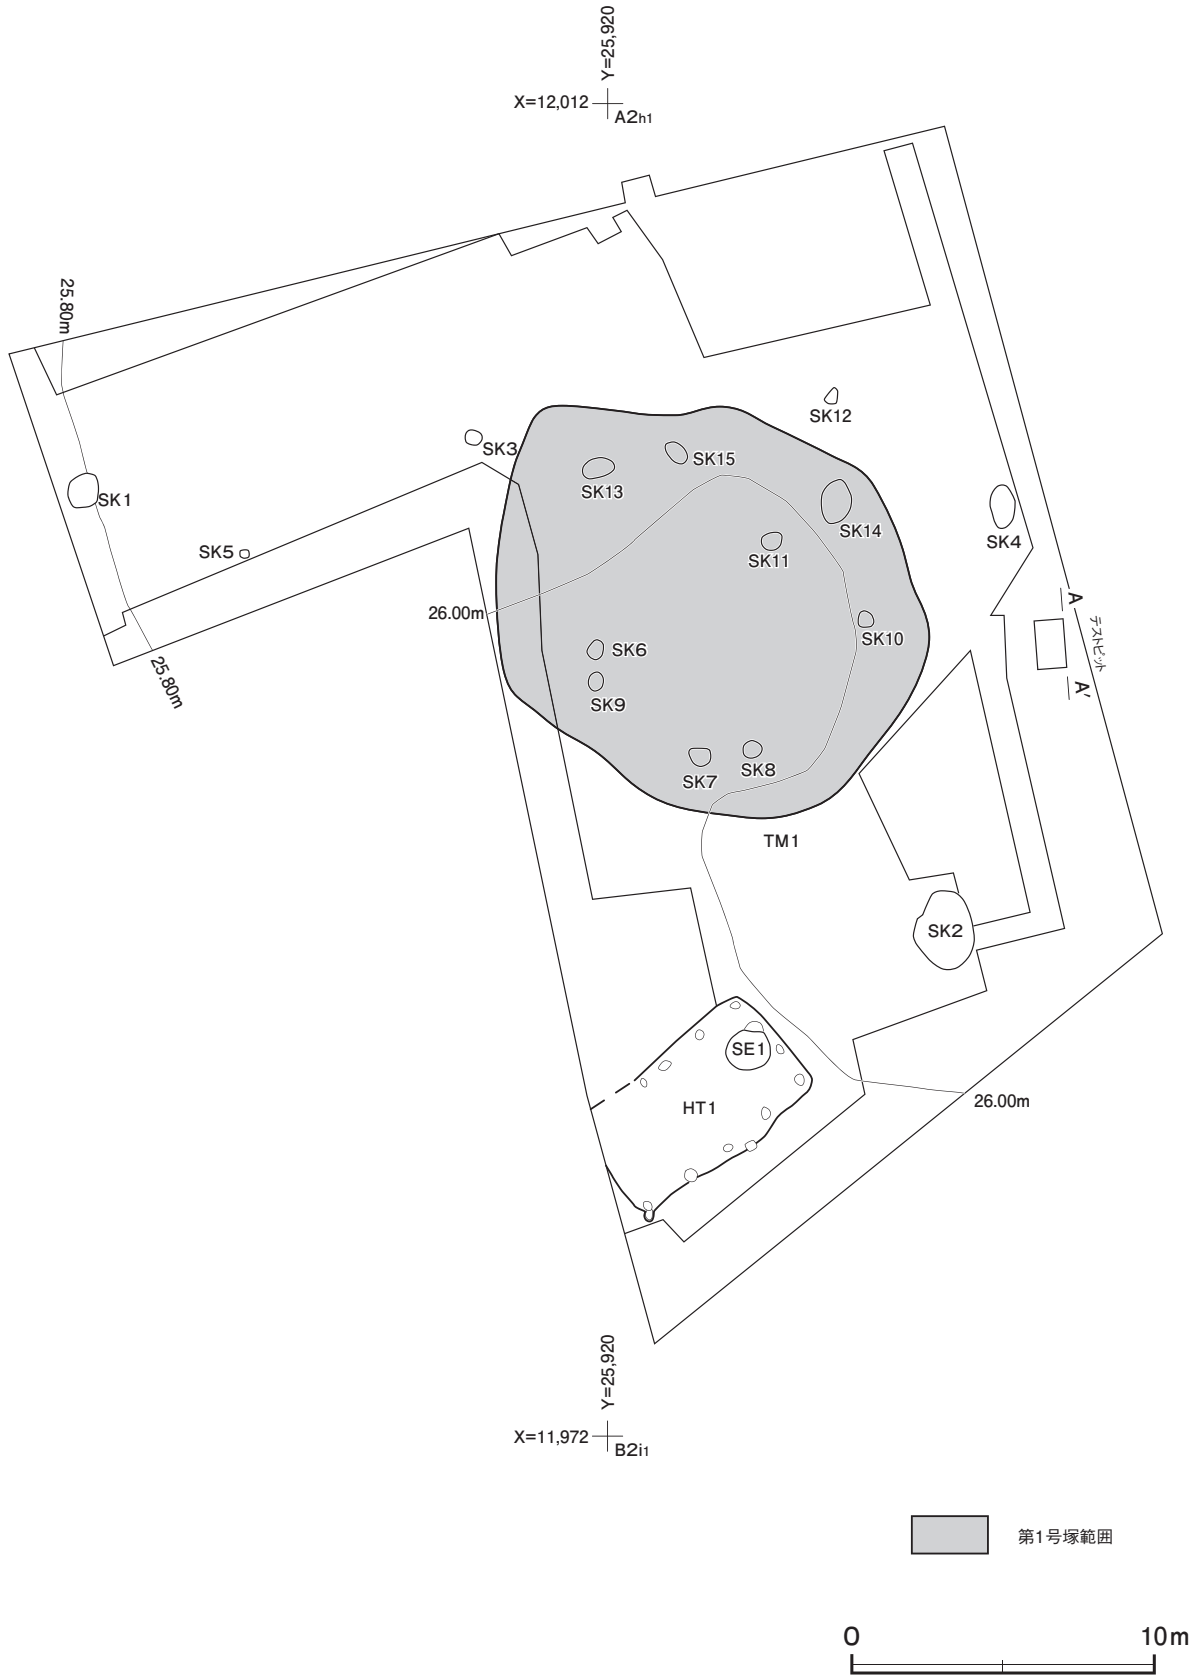 Y=25,920
X=12,012
A2h1
25.80m
SK12
SK3
SK15
SK13
SK1
SK14
SK4
SK5
SK11
A
26.00m
テストピット
SK10
SK6
25.80m
A'
SK9
SK7
SK8
TM1
SK2
SE1
HT1
26.00m
Y=25,920
X=11,972
B2i1
第1号塚範囲
0 10m